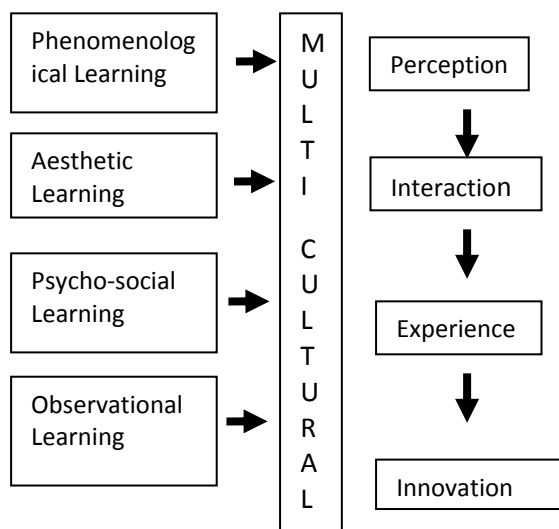 Phenomenolog
ical Learning
Aesthetic
Learning
Psycho-social
Learning
Observational
Learning
M
U
L
T
I
C
U
L
T
U
R
A
L
Perception
Interaction
Experience
Innovation